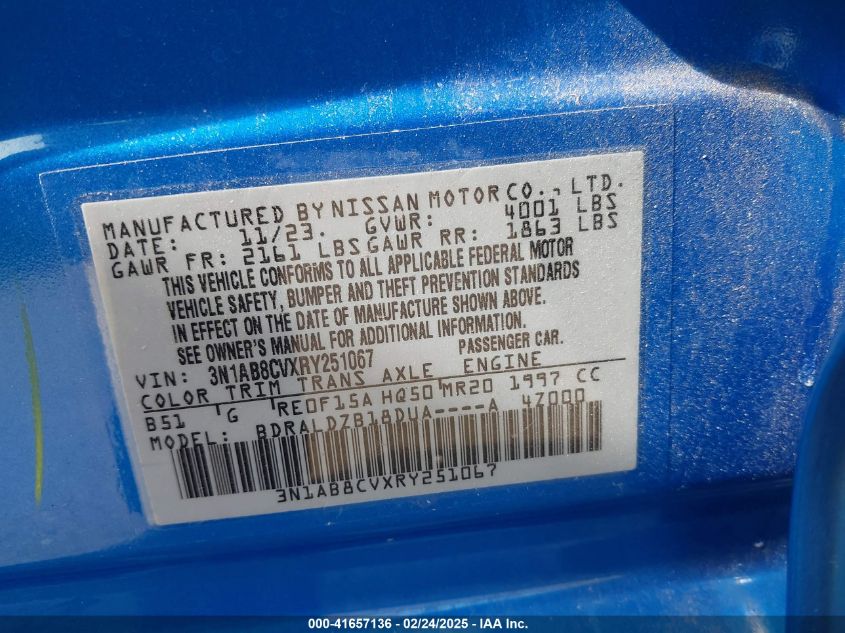 MANUFACTURED BY NISSAN MOTOR CO., LTD.
DATE: 11/23. GVWR: 4001 LBS
GAWR FR: 2161 LBS GAWR RR: 1863 LBS
THIS VEHICLE CONFORMS TO ALL APPLICABLE FEDERAL MOTOR
VEHICLE SAFETY, BUMPER AND THEFT PREVENTION STANDARDS
IN EFFECT ON THE DATE OF MANUFACTURE SHOWN ABOVE.
SEE OWNER'S MANUAL FOR ADDITIONAL INFORMATION.
VIN: 3N1AB8CVXRY251067 PASSENGER CAR.
COLOR TRIM TRANS AXLE ENGINE
B51 G RE0F15A HQ50 MR20 1997 CC
MODEL: BDRALDZB18DUA----A 47000
3N1AB8CVXRY251067
000-41657136 - 02/24/2025 - IAA Inc.